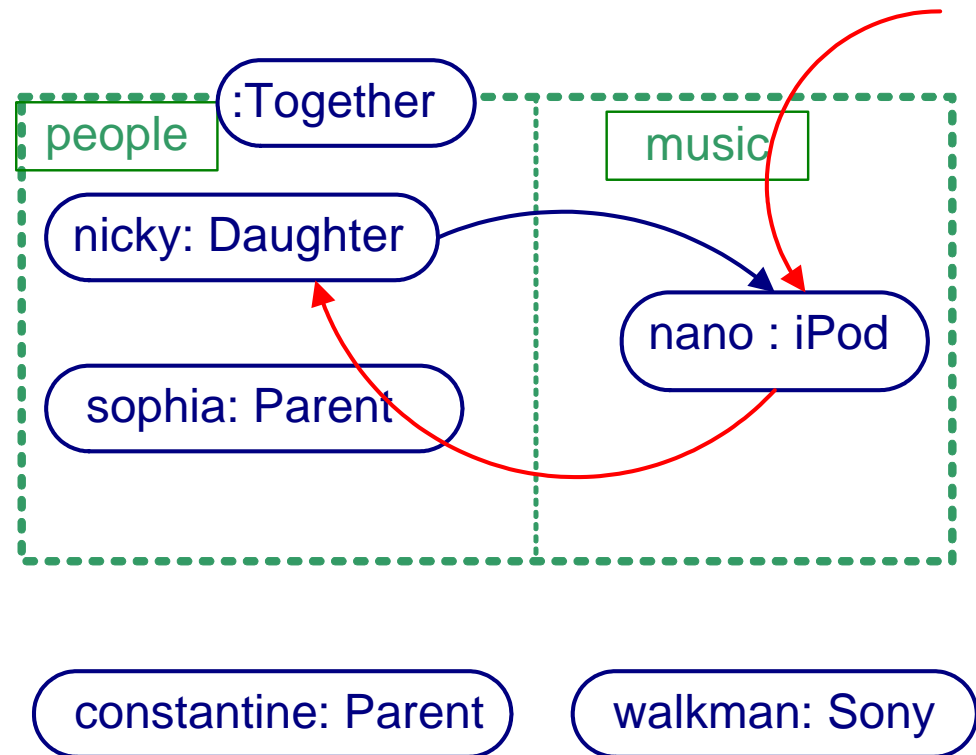 :Together
people
music
nicky: Daughter
nano : iPod
sophia: Parent
constantine: Parent
walkman: Sony